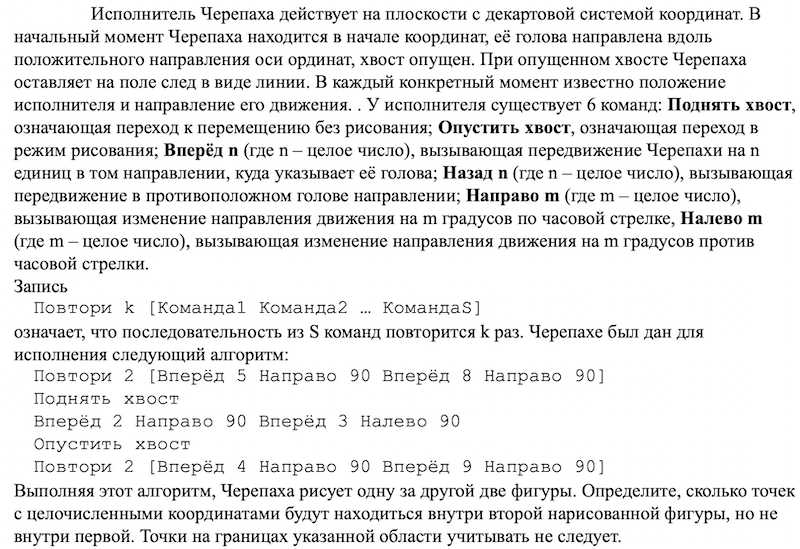 Исполнитель Черепаха действует на плоскости с декартовой системой координат. В
начальный момент Черепаха находится в начале координат, её голова направлена вдоль
положительного направления оси ординат, хвост опущен. При опущенном хвосте Черепаха
оставляет на поле след в виде линии. В каждый конкретный момент известно положение
исполнителя и направление его движения. . У исполнителя существует 6 команд: Поднять хвост,
означающая переход к перемещению без рисования; Опустить хвост, означающая переход в
режим рисования; Вперёд n (где n – целое число), вызывающая передвижение Черепахи на n
единиц в том направлении, куда указывает её голова; Назад n (где n – целое число), вызывающая
передвижение в противоположном голове направлении; Направо m (где m – целое число),
вызывающая изменение направления движения на m градусов по часовой стрелке, Налево m
(где m – целое число), вызывающая изменение направления движения на m градусов против
часовой стрелки.
Запись
Повтори k [Команда1 Команда2 … КомандаS]
означает, что последовательность из S команд повторится k раз. Черепахе был дан для
исполнения следующий алгоритм:
Повтори 2 [Вперёд 5 Направо 90 Вперёд 8 Направо 90]
Поднять хвост
Вперёд 2 Направо 90 Вперёд 3 Налево 90
Опустить хвост
Повтори 2 [Вперёд 4 Направо 90 Вперёд 9 Направо 90]
Выполняя этот алгоритм, Черепаха рисует одну за другой две фигуры. Определите, сколько точек
с целочисленными координатами будут находиться внутри второй нарисованной фигуры, но не
внутри первой. Точки на границах указанной области учитывать не следует.